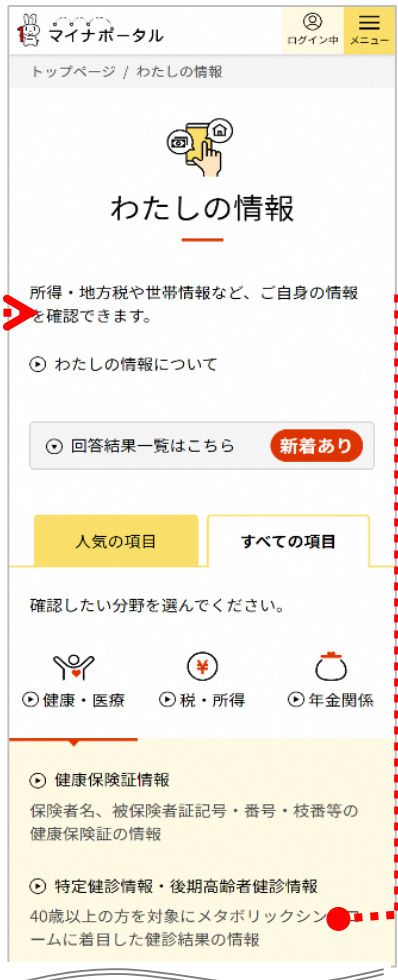 マイナポータル
ログイン中
メニュー
トップページ / わたしの情報
わたしの情報
所得・地方税や世帯情報など、ご自身の情報
を確認できます。
わたしの情報について
回答結果一覧はこちら
新着あり
人気の項目
すべての項目
確認したい分野を選んでください。
健康・医療
税・所得
年金関係
健康保険証情報
保険者名、被保険者証記号・番号・枝番等の
健康保険証の情報
特定健診情報・後期高齢者健診情報
40歳以上の方を対象にメタボリックシン
ームに着目した健診結果の情報